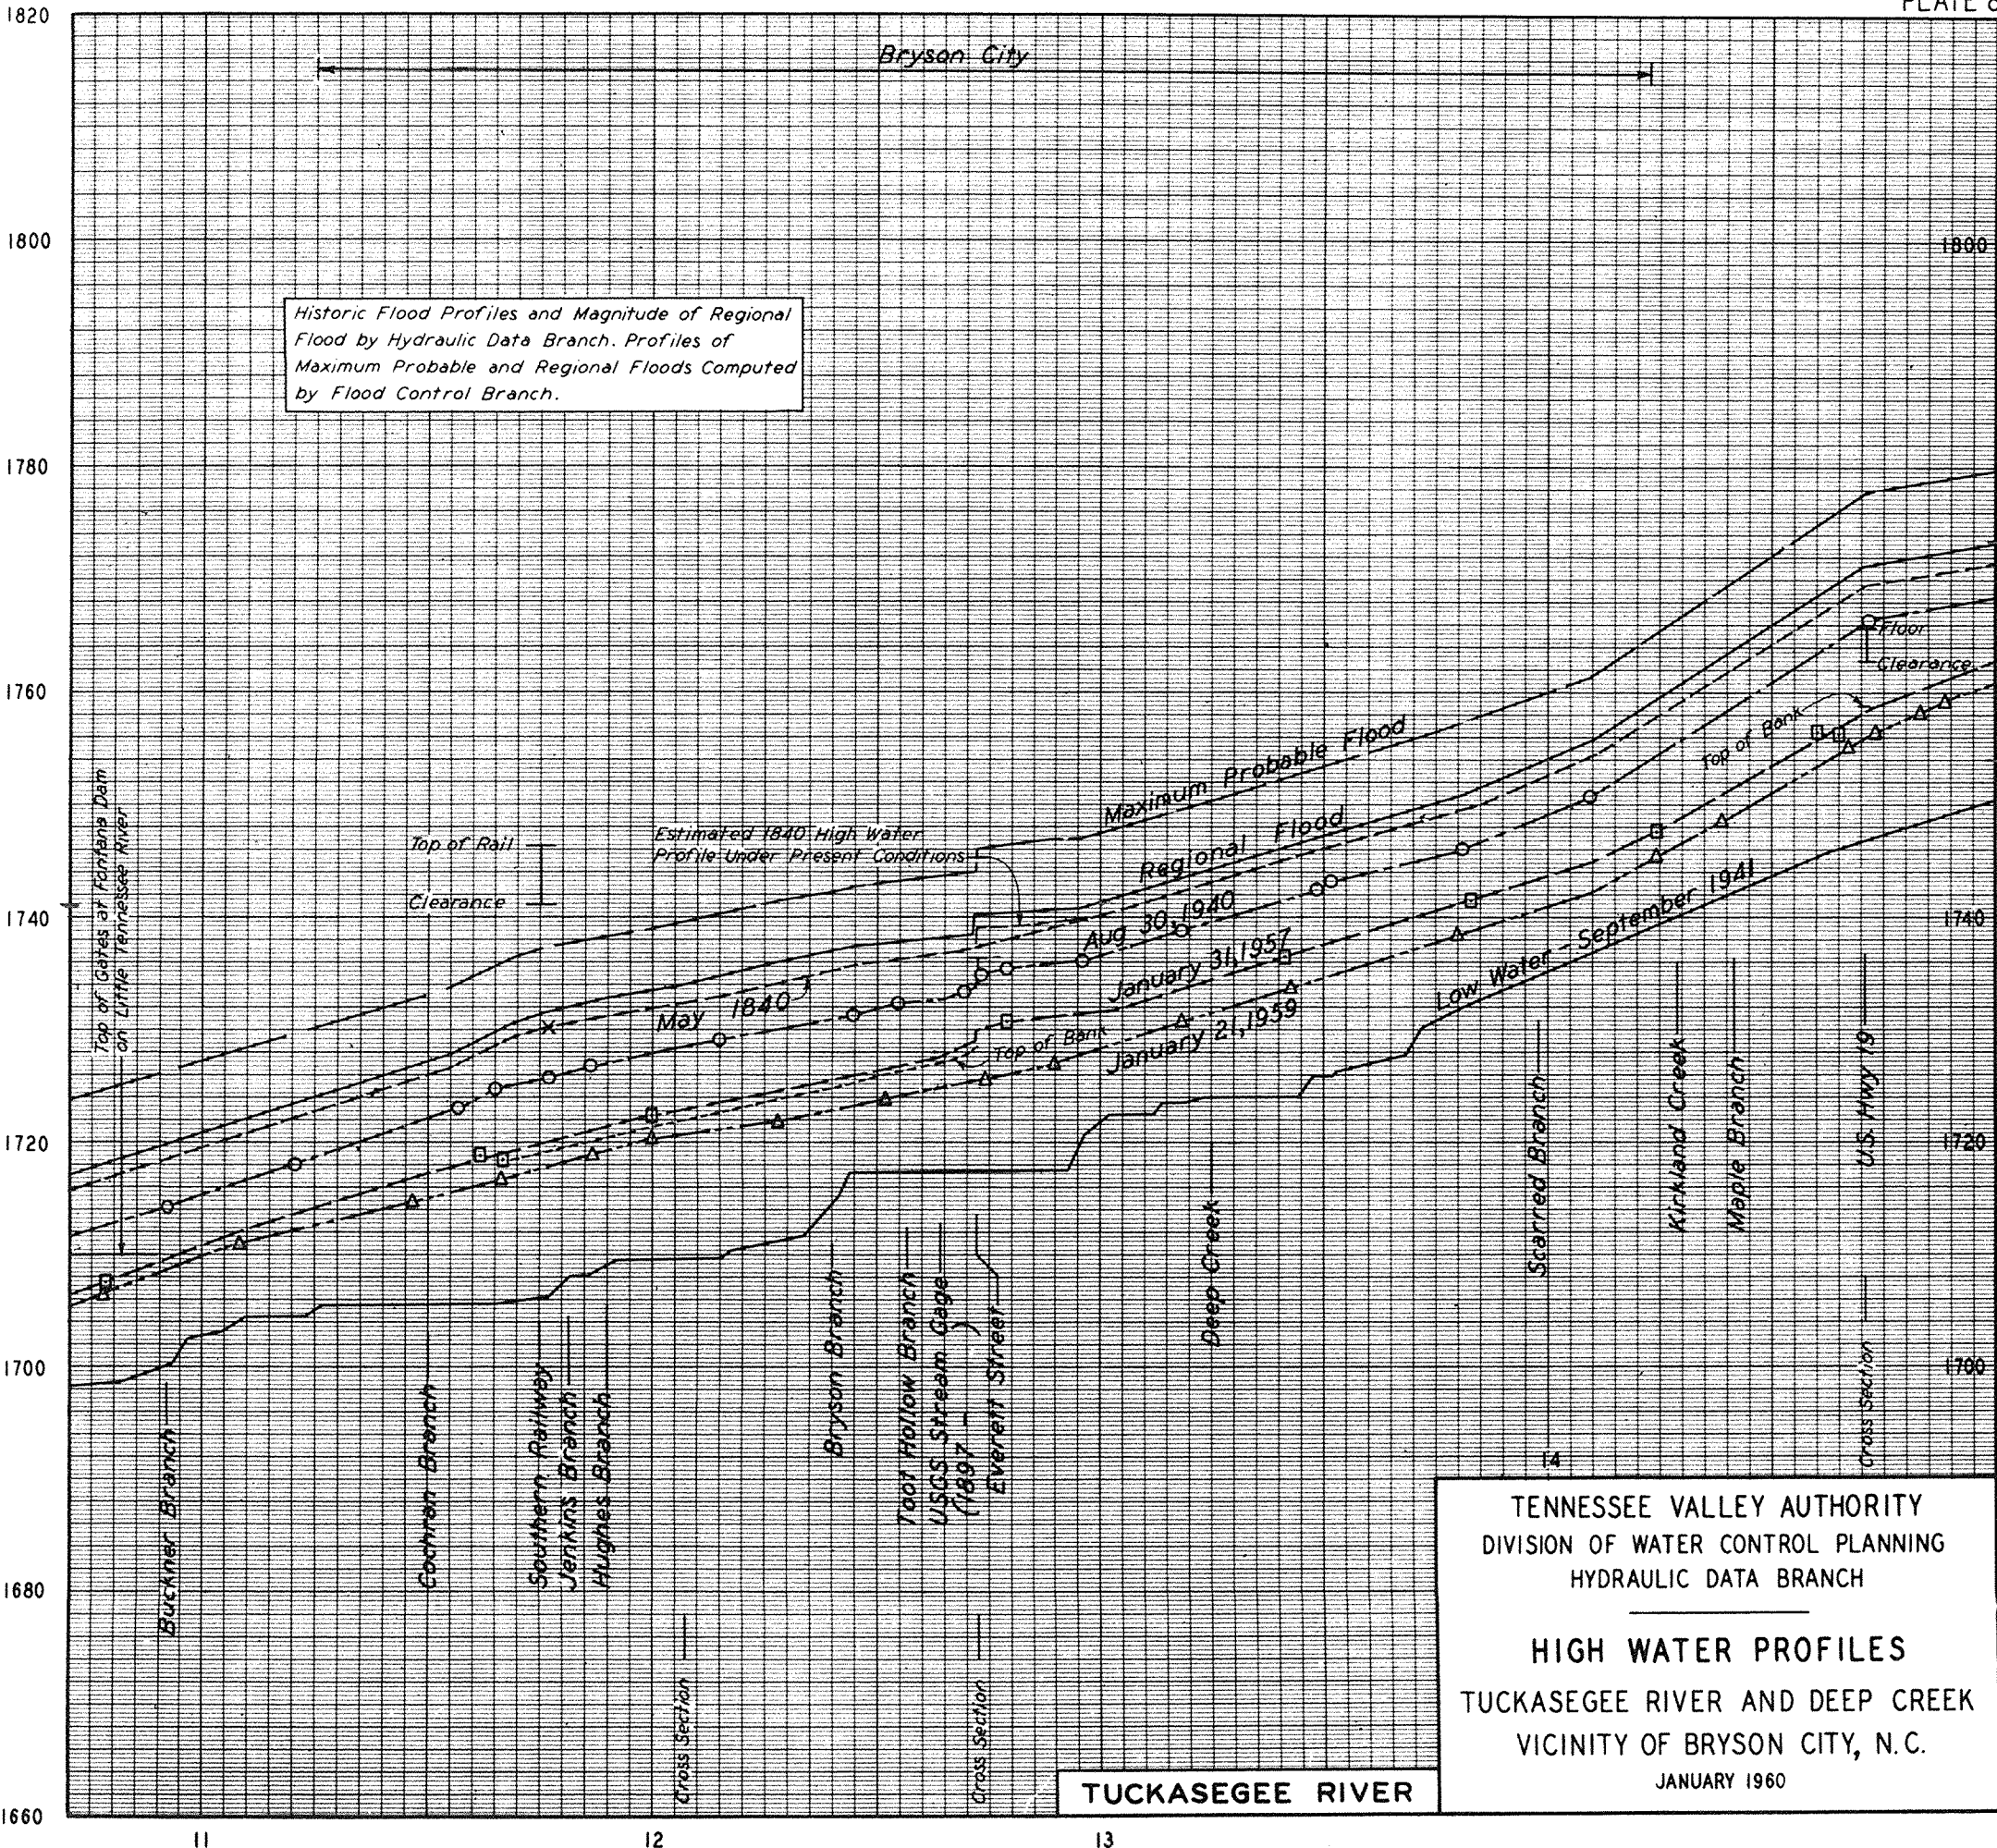 PLATE
1820
Bryson City
1800
1800
Historic Flood Profiles and Magnitude of Regional
Flood by Hydraulic Data Branch. Profiles of
Maximum Probable and Regional Floods Computed
by Flood Control Branch.
1780
1760
Floor
Clearance
Top of Bank
Maximum Probable Flood
Regional Flood
Estimated 1840 High Water
Profile Under Present Conditions
Top of Rail
Clearance
Top of Gates at Fontana Dam
on Little Tennessee River
1740
1740
Aug 30, 1940
January 31, 1957
May 1840
Top of Bank
January 21, 1959
Low Water - September 1941
1720
1720
1700
1700
Buckner Branch
Cochran Branch
Southern Railway
Jenkins Branch
Hughes Branch
Bryson Branch
Toot Hollow Branch
USGS Stream Gage
(1897- )
Everett Street
Deep Creek
Scarred Branch
Kirkland Creek
Maple Branch
U.S. Hwy 19
Cross Section
Cross Section
Cross Section
1680
1660
11
12
13
14
TUCKASEGEE RIVER
TENNESSEE VALLEY AUTHORITY
DIVISION OF WATER CONTROL PLANNING
HYDRAULIC DATA BRANCH
HIGH WATER PROFILES
TUCKASEGEE RIVER AND DEEP CREEK
VICINITY OF BRYSON CITY, N.C.
JANUARY 1960